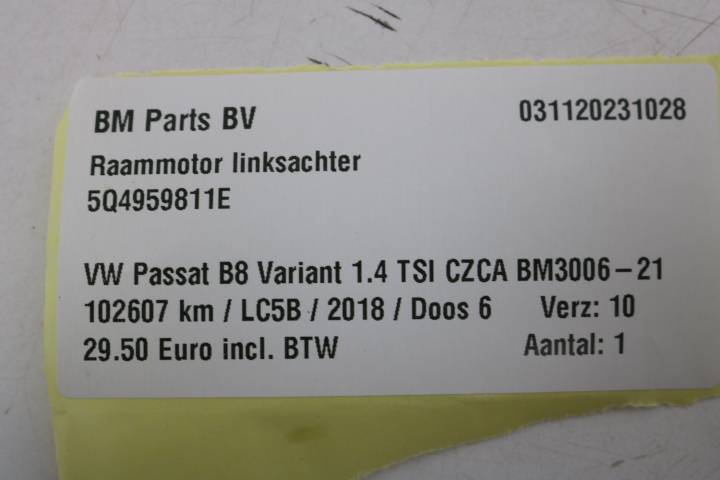 BM Parts BV 031120231028
Raammotor linksachter
5Q4959811E
VW Passat B8 Variant 1.4 TSI CZCA BM3006-21
102607 km / LC5B / 2018 / Doos 6 Verz: 10
29.50 Euro incl. BTW Aantal: 1